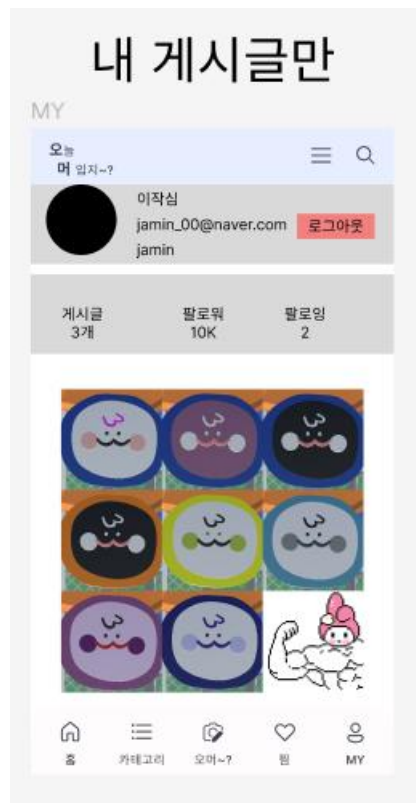 내 게시글만
MY
오늘
머 입지~?
이작심
jamin_00@naver.com 로그아웃
jamin
게시글 팔로워 팔로잉
3개 10K 2
홈 카테고리 오머~? 찜 MY